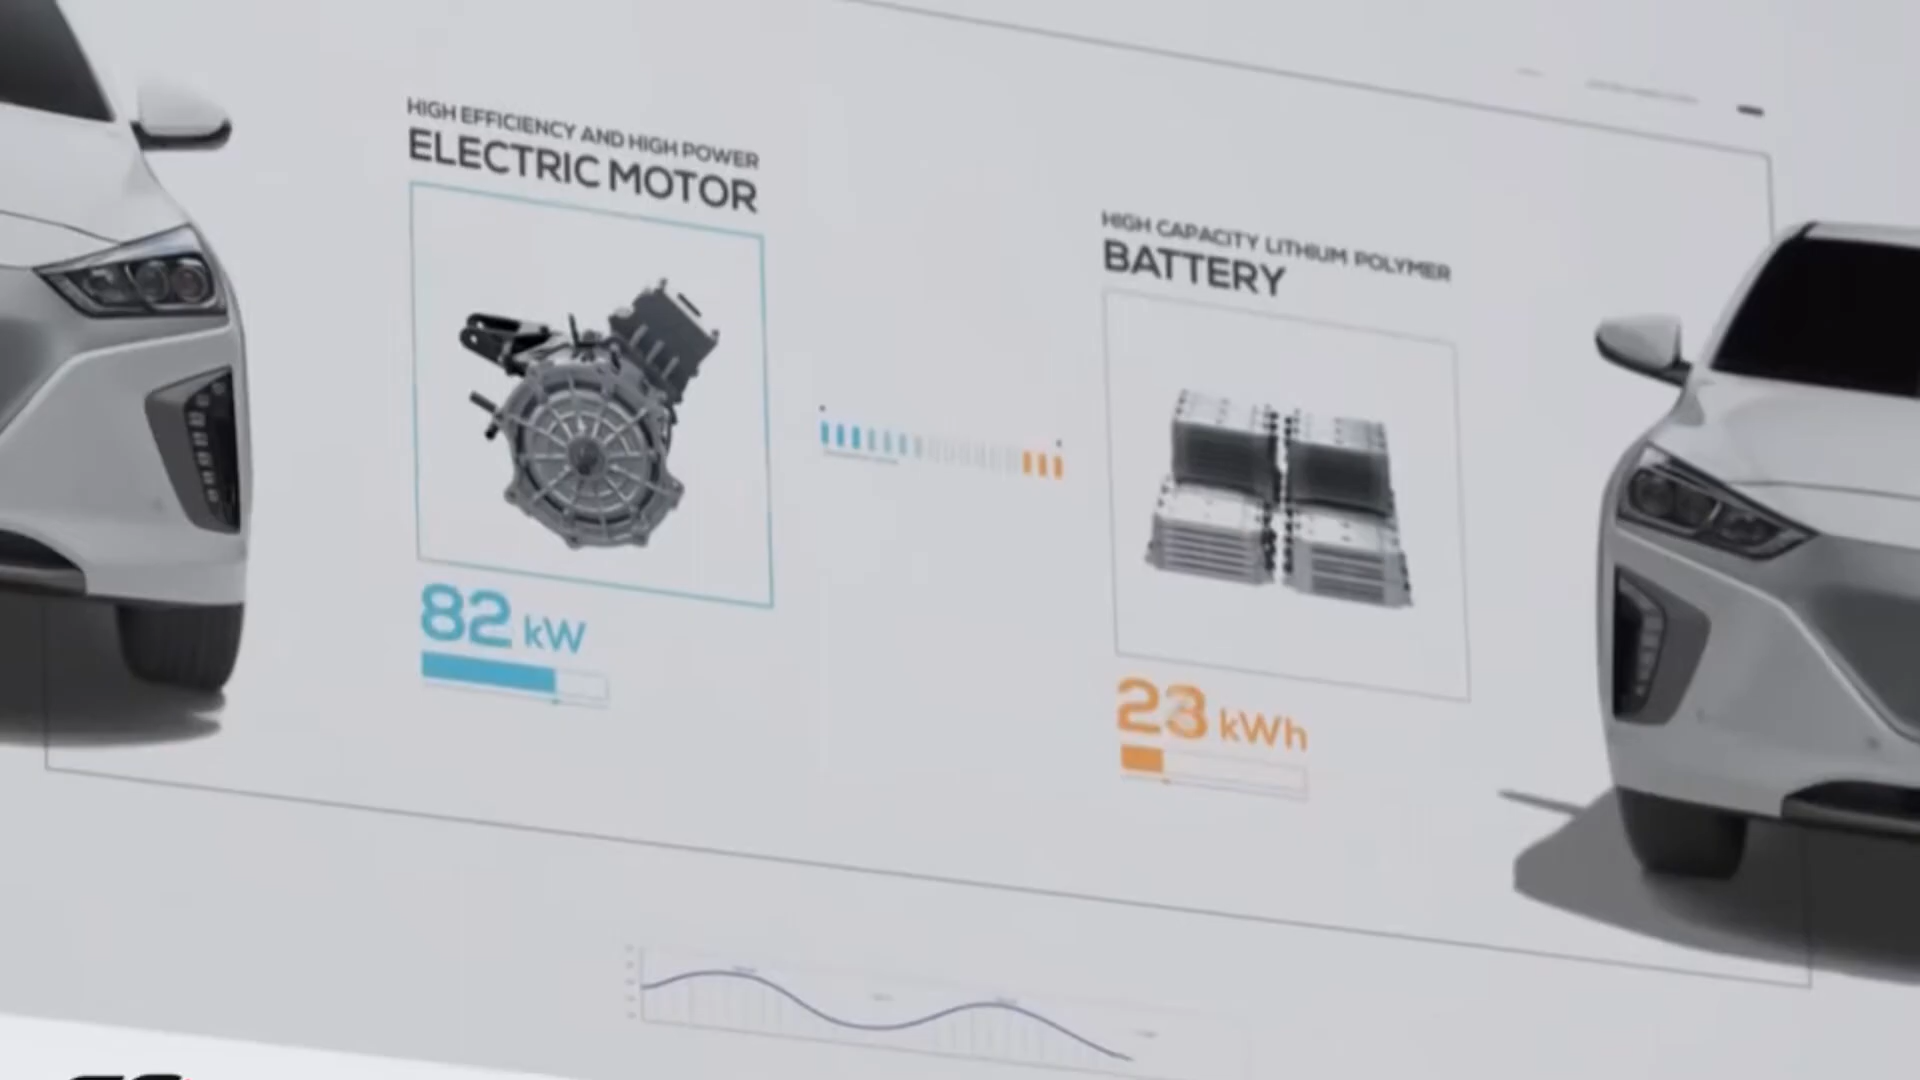 HIGH EFFICIENCY AND HIGH POWER
ELECTRIC MOTOR
82 kW
HIGH CAPACITY LITHIUM POLYMER
BATTERY
23 kWh